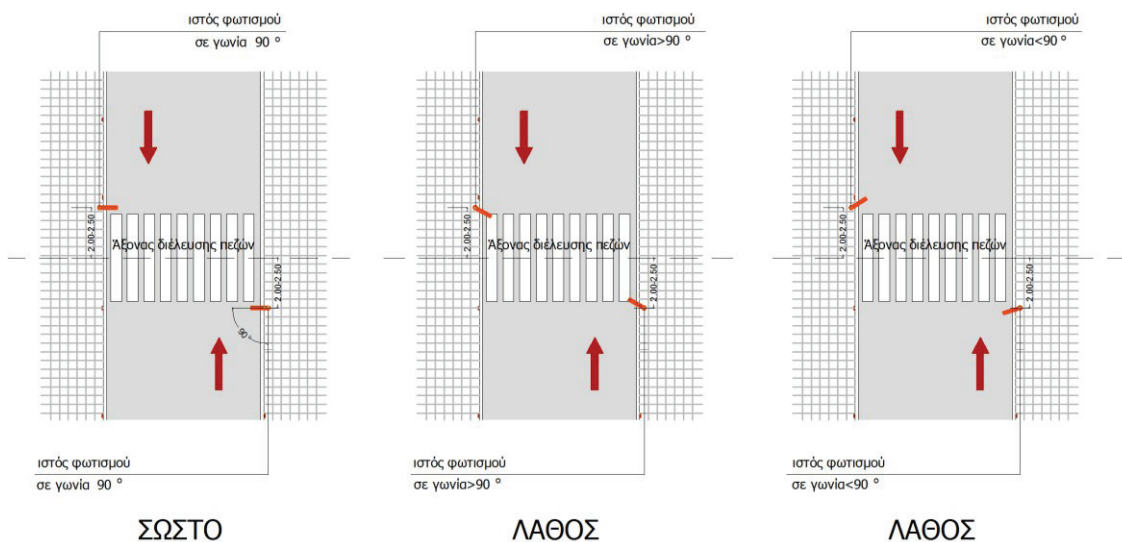 ιστός φωτισμού
σε γωνία 90 °
ιστός φωτισμού
σε γωνία>90 °
ιστός φωτισμού
σε γωνία<90 °
2.00-2.50
Άξονας διέλευσης πεζών
2.00-2.50
90°
2.00-2.50
Άξονας διέλευσης πεζών
2.00-2.50
2.00-2.50
Άξονας διέλευσης πεζών
2.00-2.50
ιστός φωτισμού
σε γωνία 90 °
ιστός φωτισμού
σε γωνία>90 °
ιστός φωτισμού
σε γωνία<90 °
ΣΩΣΤΟ
ΛΑΘΟΣ
ΛΑΘΟΣ